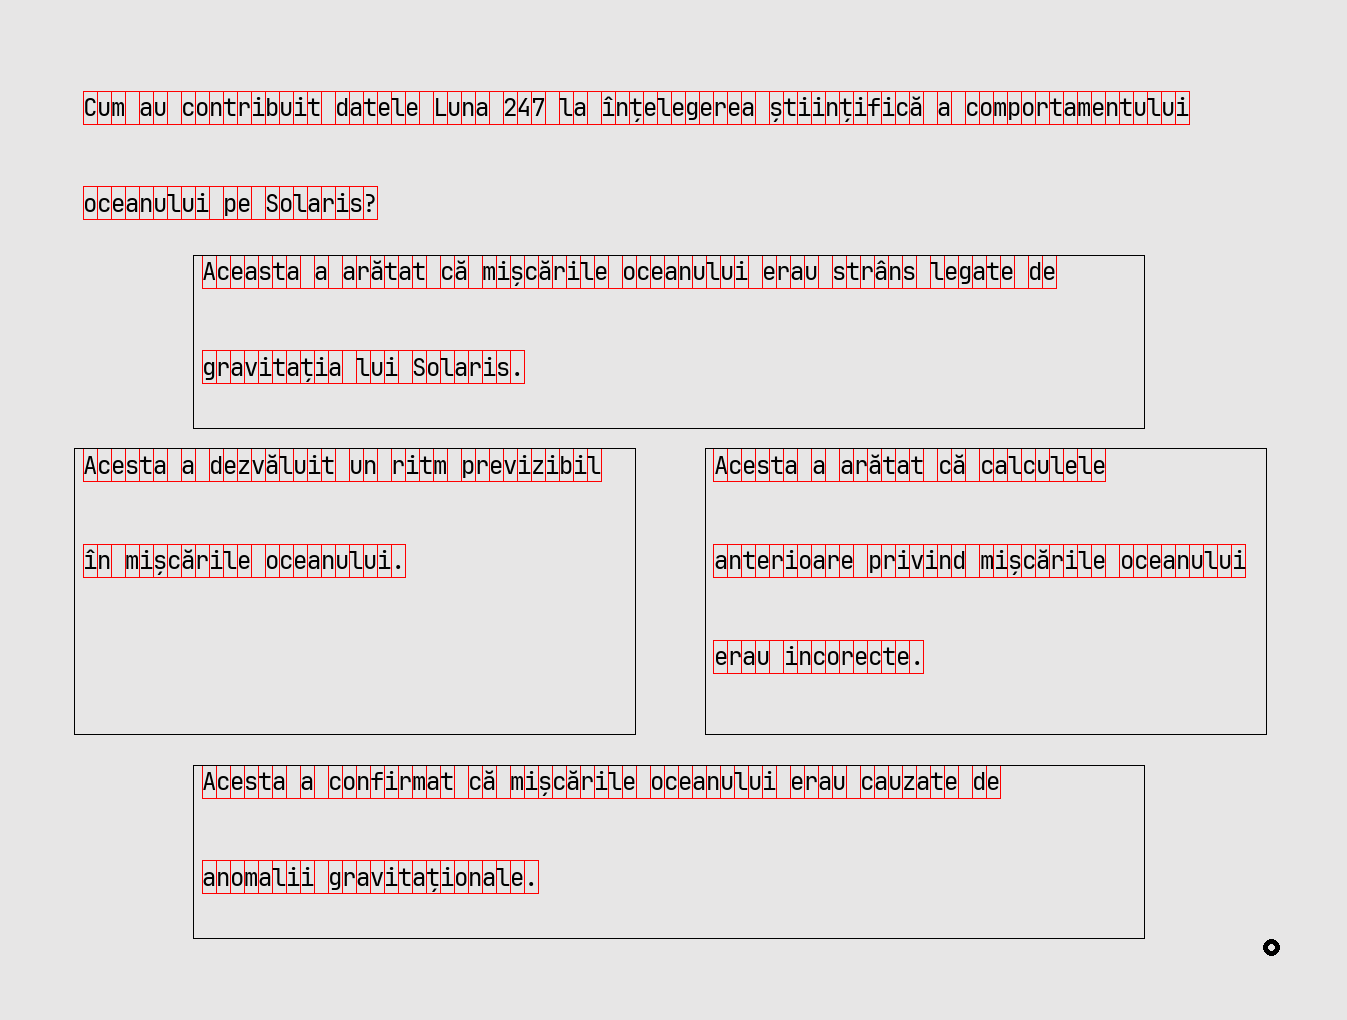 Cum au contribuit datele Luna 247 la înțelegerea științifică a comportamentului
oceanului pe Solaris?
Aceasta a arătat că mișcările oceanului erau strâns legate de
gravitația lui Solaris.
Acesta a dezvăluit un ritm previzibil
în mișcările oceanului.
Acesta a arătat că calculele
anterioare privind mișcările oceanului
erau incorecte.
Acesta a confirmat că mișcările oceanului erau cauzate de
anomalii gravitaționale.